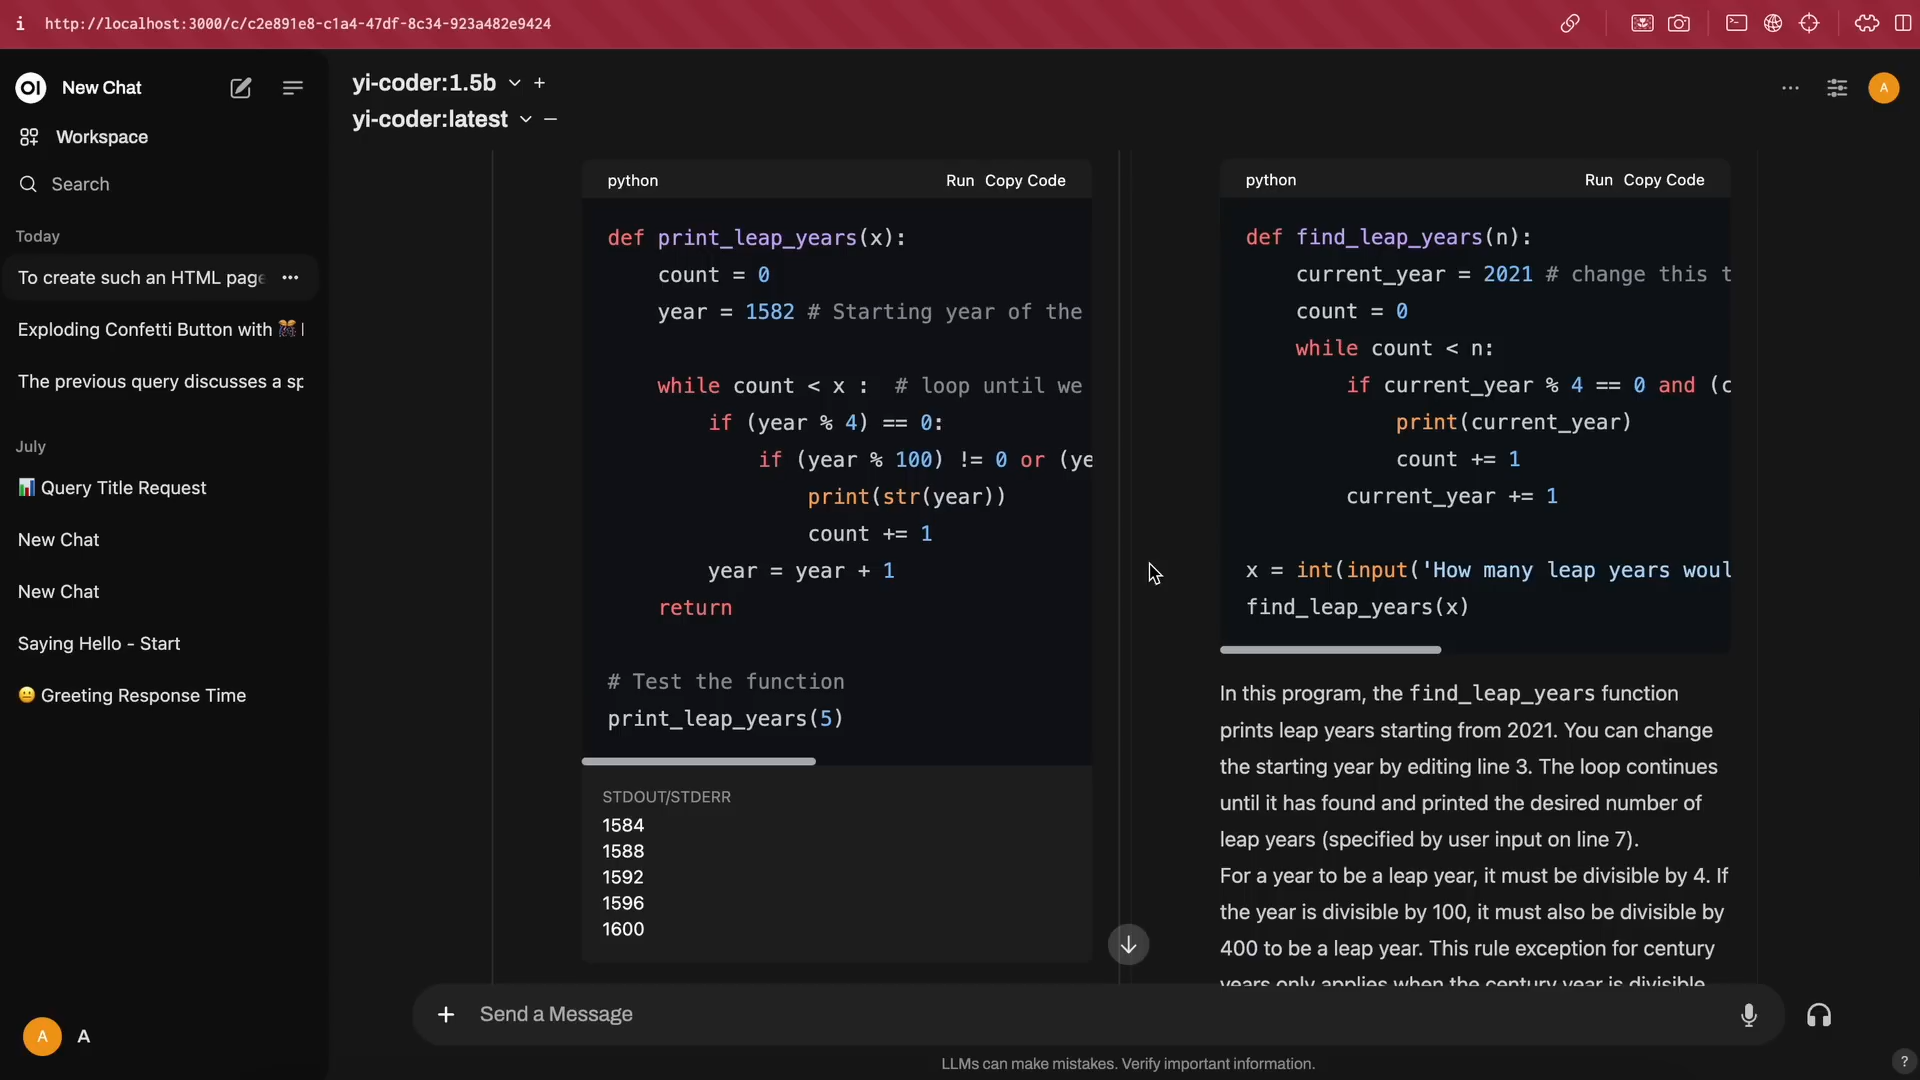 i http://localhost:3000/c/c2e891e8-c1a4-47df-8c34-923a482e9424
OI New Chat
Workspace
Search
Today
To create such an HTML page
Exploding Confetti Button with 🎊
The previous query discusses a sp
July
📊 Query Title Request
New Chat
New Chat
Saying Hello - Start
😐 Greeting Response Time
A A
yi-coder:1.5b
yi-coder:latest
A
python Run Copy Code
def print_leap_years(x):
    count = 0
    year = 1582 # Starting year of the

    while count < x :  # loop until we
        if (year % 4) == 0:
            if (year % 100) != 0 or (ye
                print(str(year))
                count += 1
        year = year + 1
    return

# Test the function
print_leap_years(5)
STDOUT/STDERR
1584
1588
1592
1596
1600
python Run Copy Code
def find_leap_years(n):
    current_year = 2021 # change this t
    count = 0
    while count < n:
        if current_year % 4 == 0 and (c
            print(current_year)
            count += 1
        current_year += 1

x = int(input('How many leap years woul
find_leap_years(x)
In this program, the find_leap_years function
prints leap years starting from 2021. You can change
the starting year by editing line 3. The loop continues
until it has found and printed the desired number of
leap years (specified by user input on line 7).
For a year to be a leap year, it must be divisible by 4. If
the year is divisible by 100, it must also be divisible by
400 to be a leap year. This rule exception for century
years only applies when the century year is divisible
Send a Message
LLMs can make mistakes. Verify important information.
?